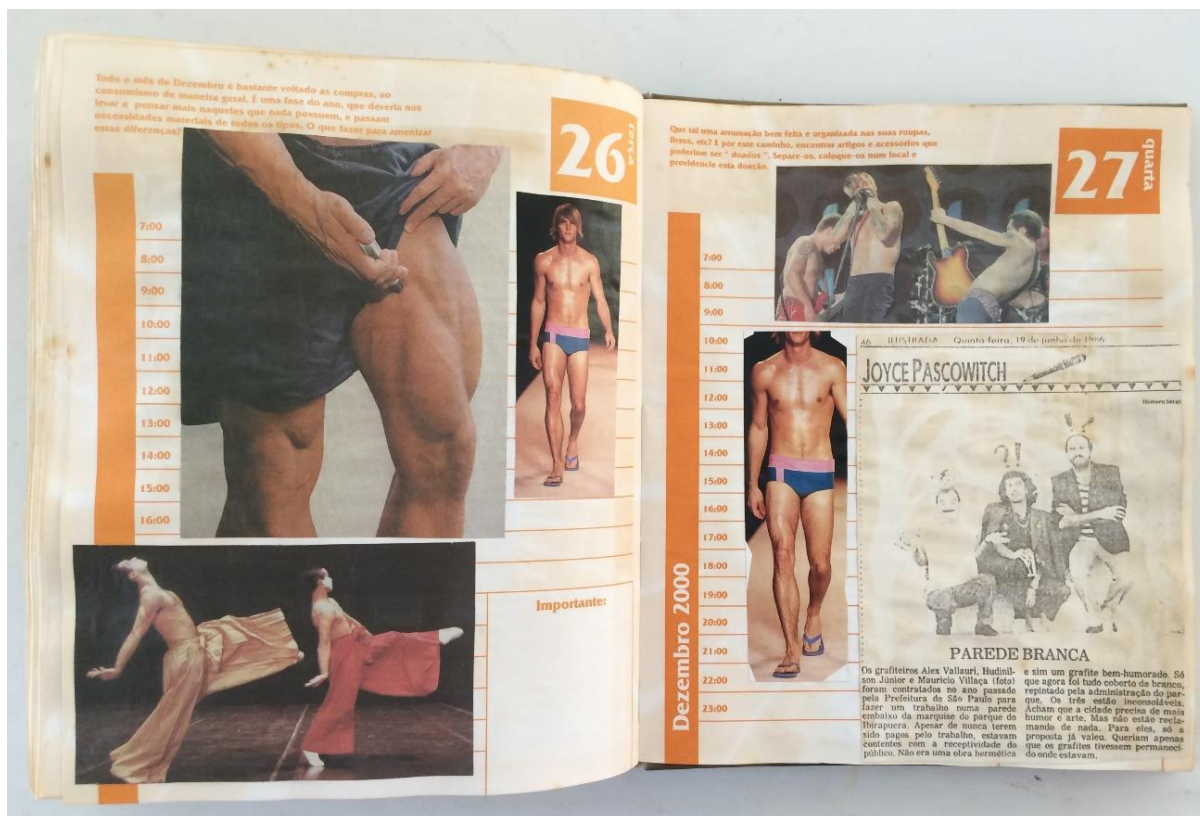 Todo o mês de Dezembro é bastante voltado as compras, ao
consumismo de maneira geral. É uma fase do ano, que deveria nos
levar a pensar mais naqueles que nada possuem, e passam
necessidades materiais de todos os tipos. O que fazer para amenizar
estas diferenças?
26
terça
7:00
8:00
9:00
10:00
11:00
12:00
13:00
14:00
15:00
16:00
Importante:
Que tal uma arrumação bem feita e organizada nas suas roupas,
livros, etc? E por este caminho, encontrar artigos e acessórios que
poderiam ser " doados ". Separe-os, coloque-os num local e
providencie esta doação.
27
quarta
7:00
8:00
9:00
10:00
11:00
12:00
13:00
14:00
15:00
16:00
17:00
18:00
19:00
20:00
21:00
22:00
23:00
Dezembro 2000
46 ILUSTRADA Quinta-feira, 19 de junho de 1986
JOYCE PASCOWITCH
Homero Sérgio
?!
!
PAREDE BRANCA
Os grafiteiros Alex Vallauri, Hudinil-
son Júnior e Maurício Villaça (foto)
foram contratados no ano passado
pela Prefeitura de São Paulo para
fazer um trabalho numa parede
embaixo da marquise do parque do
Ibirapuera. Apesar de nunca terem
sido pagos pelo trabalho, estavam
contentes com a receptividade do
público. Não era uma obra hermética
e sim um grafite bem-humorado. Só
que agora foi tudo coberto de branco,
repintado pela administração do par-
que. Os três estão inconsoláveis.
Acham que a cidade precisa de mais
humor e arte. Mas não estão recla-
mando de nada. Para eles, só a
proposta já valeu. Queriam apenas
que os grafites tivessem permaneci-
do onde estavam.